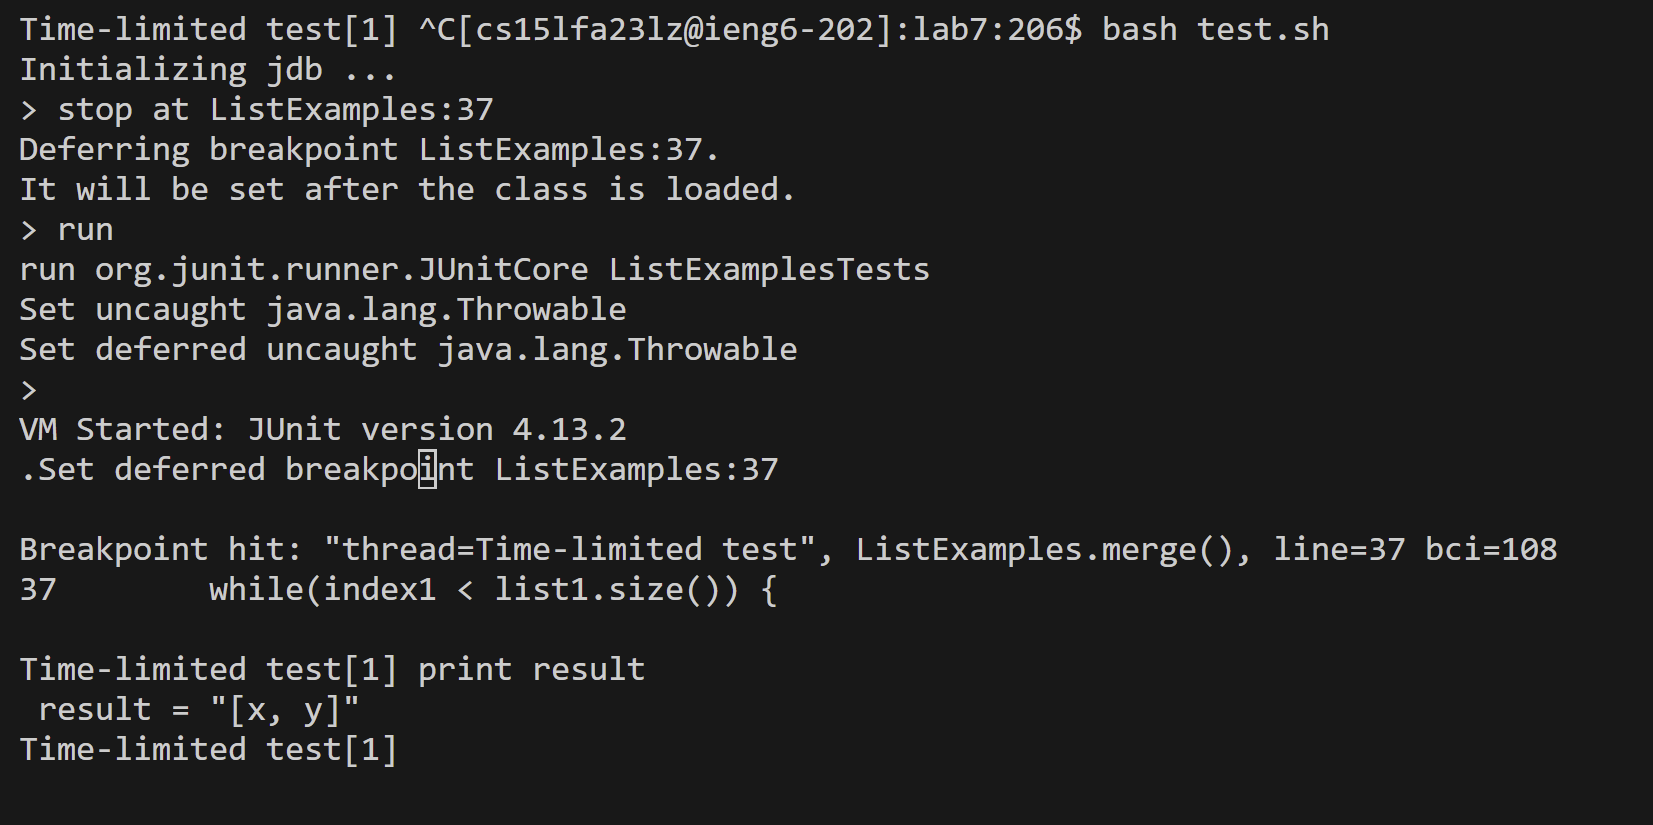 Time-limited test[1] ^C[cs15lfa23lz@ieng6-202]:lab7:206$ bash test.sh
Initializing jdb ...
> stop at ListExamples:37
Deferring breakpoint ListExamples:37.
It will be set after the class is loaded.
> run
run org.junit.runner.JUnitCore ListExamplesTests
Set uncaught java.lang.Throwable
Set deferred uncaught java.lang.Throwable
>
VM Started: JUnit version 4.13.2
.Set deferred breakpoint ListExamples:37
Breakpoint hit: "thread=Time-limited test", ListExamples.merge(), line=37 bci=108
37        while(index1 < list1.size()) {
Time-limited test[1] print result
 result = "[x, y]"
Time-limited test[1]